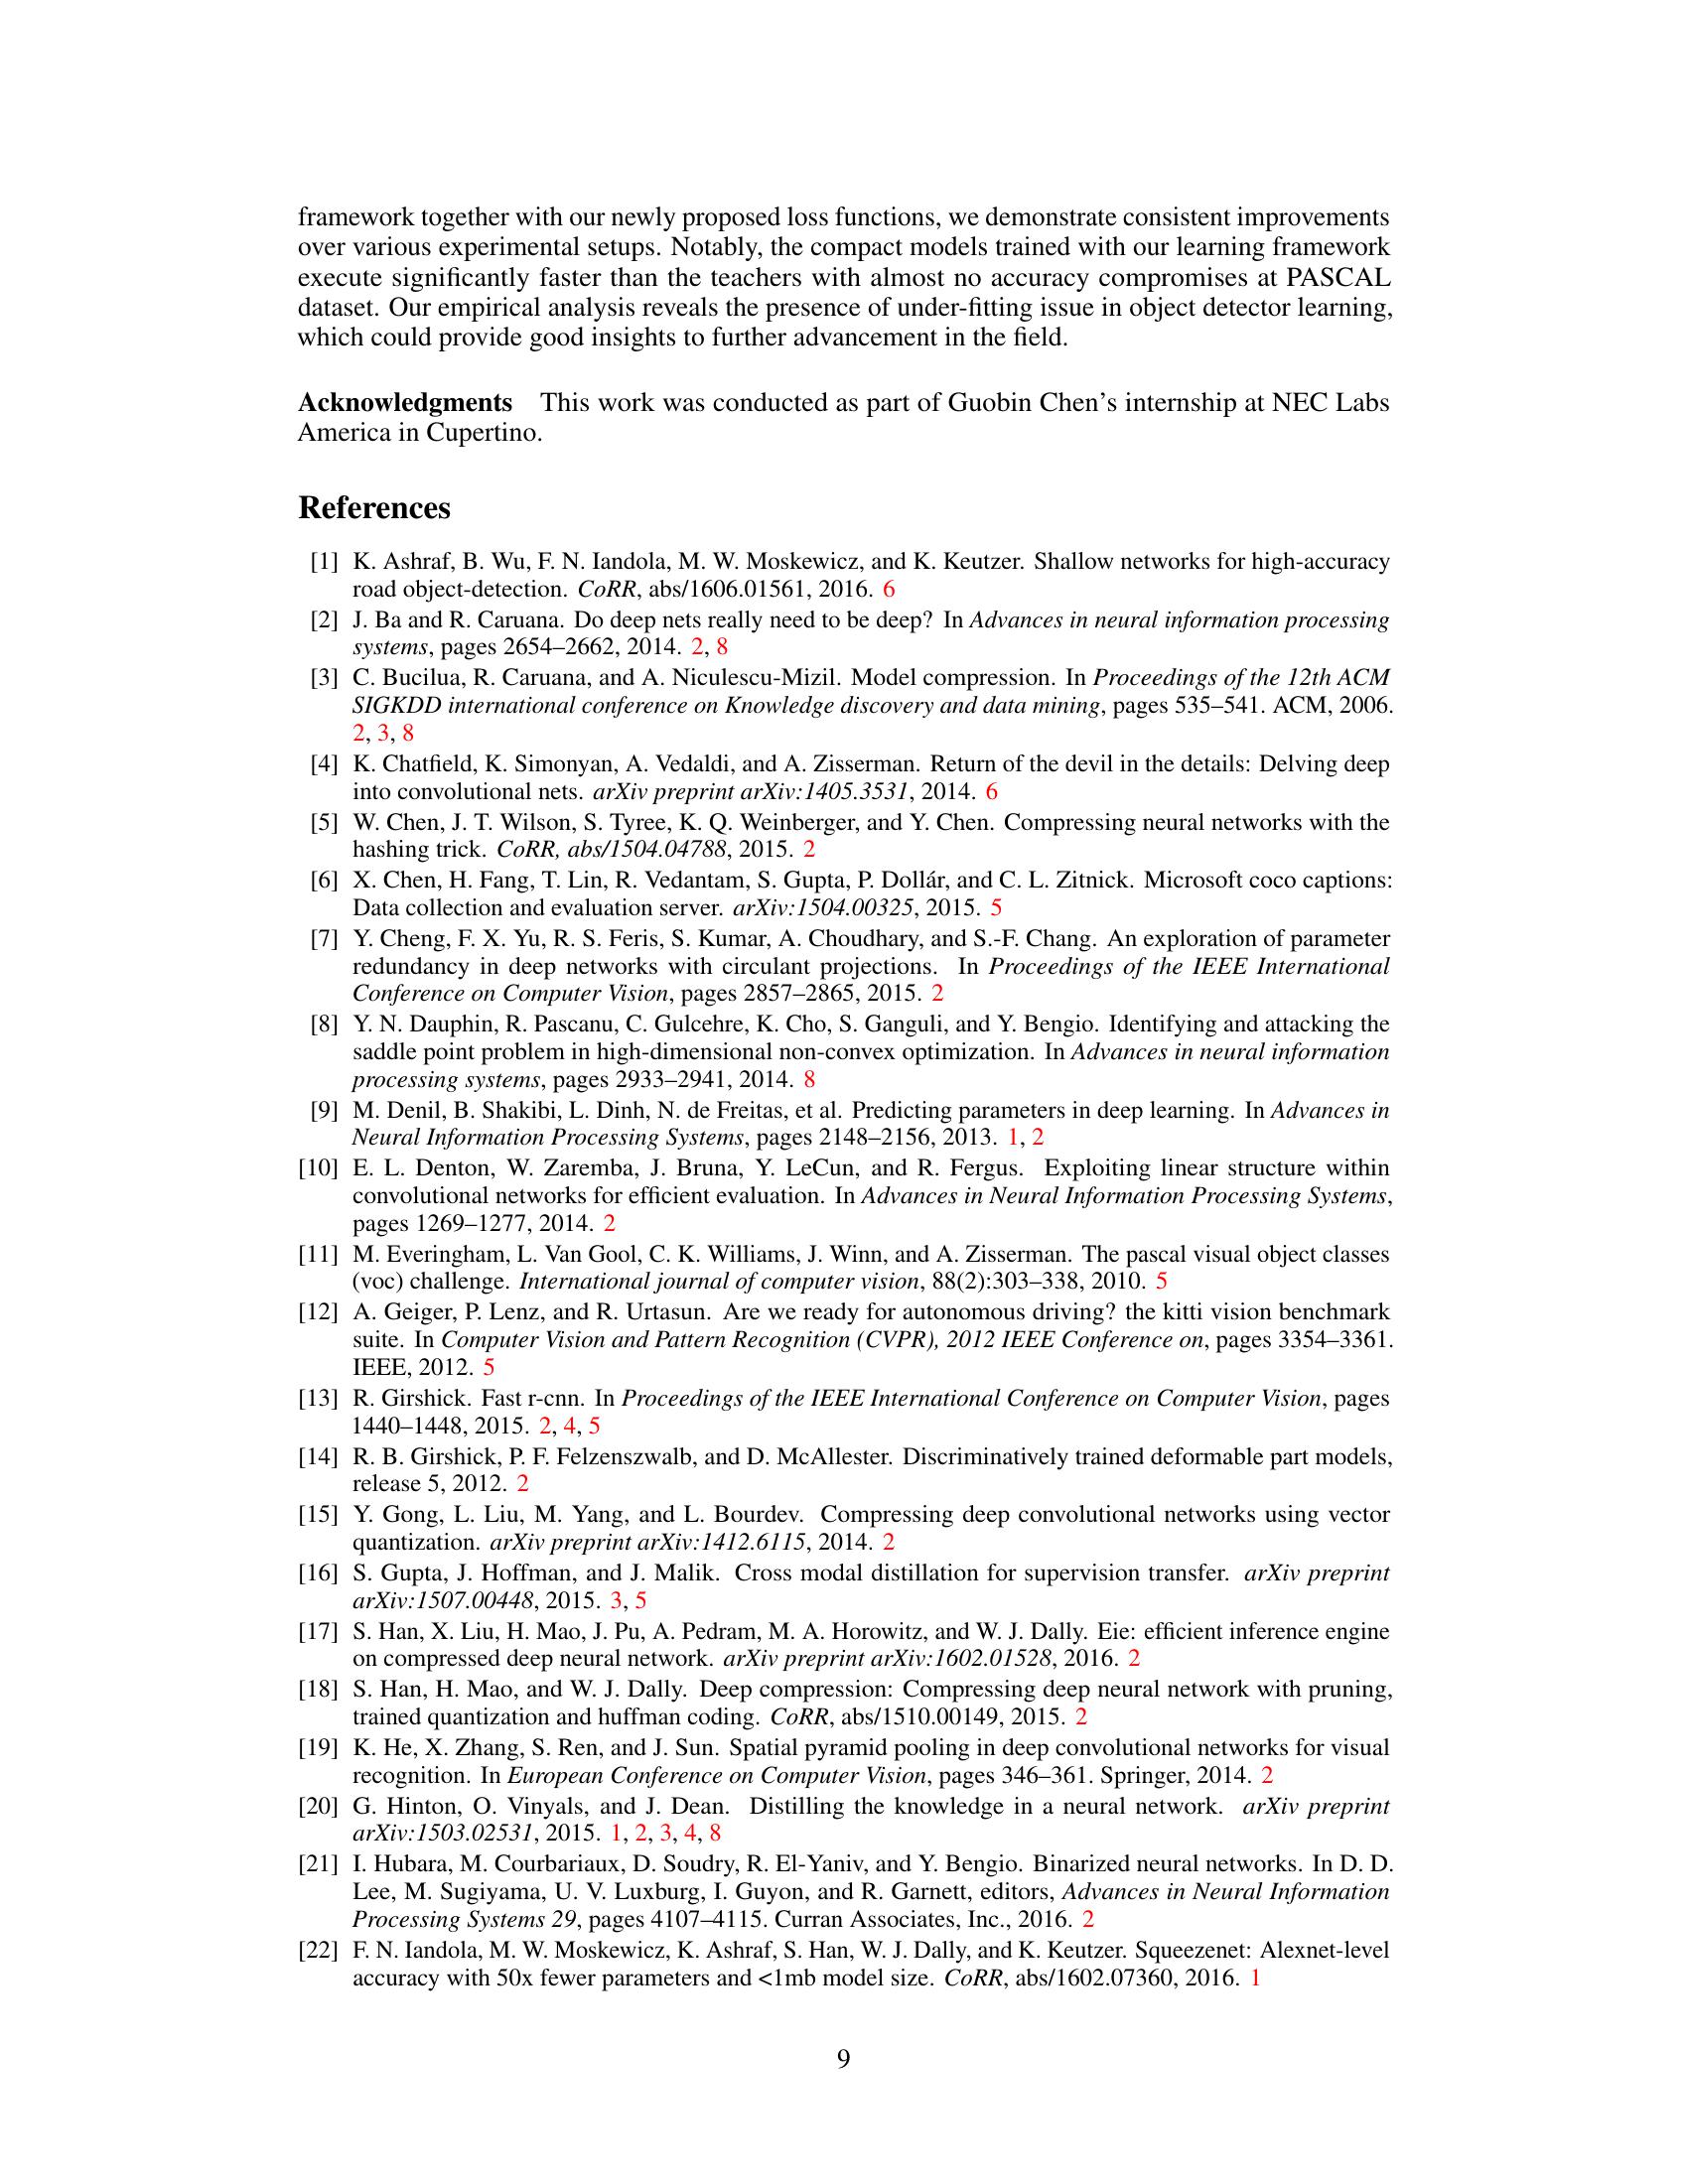 framework together with our newly proposed loss functions, we demonstrate consistent improvements
over various experimental setups. Notably, the compact models trained with our learning framework
execute significantly faster than the teachers with almost no accuracy compromises at PASCAL
dataset. Our empirical analysis reveals the presence of under-fitting issue in object detector learning,
which could provide good insights to further advancement in the field.
Acknowledgments This work was conducted as part of Guobin Chen's internship at NEC Labs
America in Cupertino.
References
[1] K. Ashraf, B. Wu, F. N. Iandola, M. W. Moskewicz, and K. Keutzer. Shallow networks for high-accuracy
road object-detection. CoRR, abs/1606.01561, 2016. 6
[2] J. Ba and R. Caruana. Do deep nets really need to be deep? In Advances in neural information processing
systems, pages 2654–2662, 2014. 2, 8
[3] C. Bucilua, R. Caruana, and A. Niculescu-Mizil. Model compression. In Proceedings of the 12th ACM
SIGKDD international conference on Knowledge discovery and data mining, pages 535–541. ACM, 2006.
2, 3, 8
[4] K. Chatfield, K. Simonyan, A. Vedaldi, and A. Zisserman. Return of the devil in the details: Delving deep
into convolutional nets. arXiv preprint arXiv:1405.3531, 2014. 6
[5] W. Chen, J. T. Wilson, S. Tyree, K. Q. Weinberger, and Y. Chen. Compressing neural networks with the
hashing trick. CoRR, abs/1504.04788, 2015. 2
[6] X. Chen, H. Fang, T. Lin, R. Vedantam, S. Gupta, P. Dollár, and C. L. Zitnick. Microsoft coco captions:
Data collection and evaluation server. arXiv:1504.00325, 2015. 5
[7] Y. Cheng, F. X. Yu, R. S. Feris, S. Kumar, A. Choudhary, and S.-F. Chang. An exploration of parameter
redundancy in deep networks with circulant projections. In Proceedings of the IEEE International
Conference on Computer Vision, pages 2857–2865, 2015. 2
[8] Y. N. Dauphin, R. Pascanu, C. Gulcehre, K. Cho, S. Ganguli, and Y. Bengio. Identifying and attacking the
saddle point problem in high-dimensional non-convex optimization. In Advances in neural information
processing systems, pages 2933–2941, 2014. 8
[9] M. Denil, B. Shakibi, L. Dinh, N. de Freitas, et al. Predicting parameters in deep learning. In Advances in
Neural Information Processing Systems, pages 2148–2156, 2013. 1, 2
[10] E. L. Denton, W. Zaremba, J. Bruna, Y. LeCun, and R. Fergus. Exploiting linear structure within
convolutional networks for efficient evaluation. In Advances in Neural Information Processing Systems,
pages 1269–1277, 2014. 2
[11] M. Everingham, L. Van Gool, C. K. Williams, J. Winn, and A. Zisserman. The pascal visual object classes
(voc) challenge. International journal of computer vision, 88(2):303–338, 2010. 5
[12] A. Geiger, P. Lenz, and R. Urtasun. Are we ready for autonomous driving? the kitti vision benchmark
suite. In Computer Vision and Pattern Recognition (CVPR), 2012 IEEE Conference on, pages 3354–3361.
IEEE, 2012. 5
[13] R. Girshick. Fast r-cnn. In Proceedings of the IEEE International Conference on Computer Vision, pages
1440–1448, 2015. 2, 4, 5
[14] R. B. Girshick, P. F. Felzenszwalb, and D. McAllester. Discriminatively trained deformable part models,
release 5, 2012. 2
[15] Y. Gong, L. Liu, M. Yang, and L. Bourdev. Compressing deep convolutional networks using vector
quantization. arXiv preprint arXiv:1412.6115, 2014. 2
[16] S. Gupta, J. Hoffman, and J. Malik. Cross modal distillation for supervision transfer. arXiv preprint
arXiv:1507.00448, 2015. 3, 5
[17] S. Han, X. Liu, H. Mao, J. Pu, A. Pedram, M. A. Horowitz, and W. J. Dally. Eie: efficient inference engine
on compressed deep neural network. arXiv preprint arXiv:1602.01528, 2016. 2
[18] S. Han, H. Mao, and W. J. Dally. Deep compression: Compressing deep neural network with pruning,
trained quantization and huffman coding. CoRR, abs/1510.00149, 2015. 2
[19] K. He, X. Zhang, S. Ren, and J. Sun. Spatial pyramid pooling in deep convolutional networks for visual
recognition. In European Conference on Computer Vision, pages 346–361. Springer, 2014. 2
[20] G. Hinton, O. Vinyals, and J. Dean. Distilling the knowledge in a neural network. arXiv preprint
arXiv:1503.02531, 2015. 1, 2, 3, 4, 8
[21] I. Hubara, M. Courbariaux, D. Soudry, R. El-Yaniv, and Y. Bengio. Binarized neural networks. In D. D.
Lee, M. Sugiyama, U. V. Luxburg, I. Guyon, and R. Garnett, editors, Advances in Neural Information
Processing Systems 29, pages 4107–4115. Curran Associates, Inc., 2016. 2
[22] F. N. Iandola, M. W. Moskewicz, K. Ashraf, S. Han, W. J. Dally, and K. Keutzer. Squeezenet: Alexnet-level
accuracy with 50x fewer parameters and <1mb model size. CoRR, abs/1602.07360, 2016. 1
9